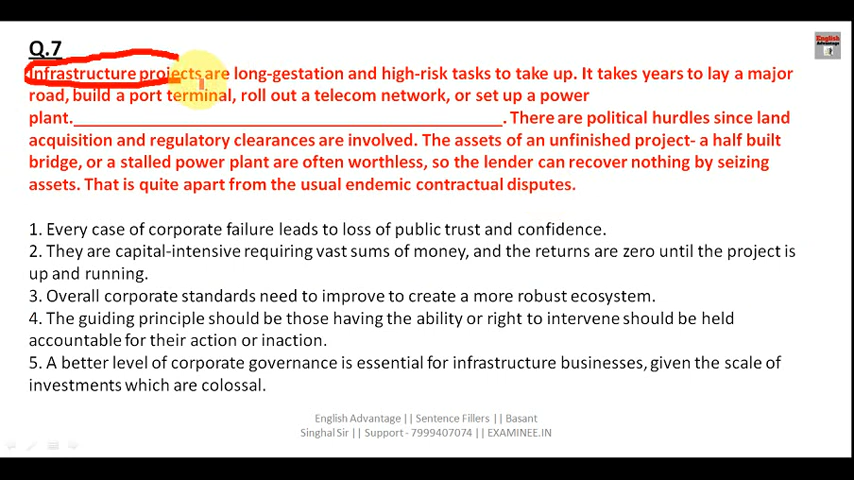 English
Advantage
Q.7
Infrastructure projects are long-gestation and high-risk tasks to take up. It takes years to lay a major
road, build a port terminal, roll out a telecom network, or set up a power
plant.______________________________________________. There are political hurdles since land
acquisition and regulatory clearances are involved. The assets of an unfinished project- a half built
bridge, or a stalled power plant are often worthless, so the lender can recover nothing by seizing
assets. That is quite apart from the usual endemic contractual disputes.
1. Every case of corporate failure leads to loss of public trust and confidence.
2. They are capital-intensive requiring vast sums of money, and the returns are zero until the project is
up and running.
3. Overall corporate standards need to improve to create a more robust ecosystem.
4. The guiding principle should be those having the ability or right to intervene should be held
accountable for their action or inaction.
5. A better level of corporate governance is essential for infrastructure businesses, given the scale of
investments which are colossal.
English Advantage || Sentence Fillers || Basant
Singhal Sir || Support - 7999407074 || EXAMINEE.IN